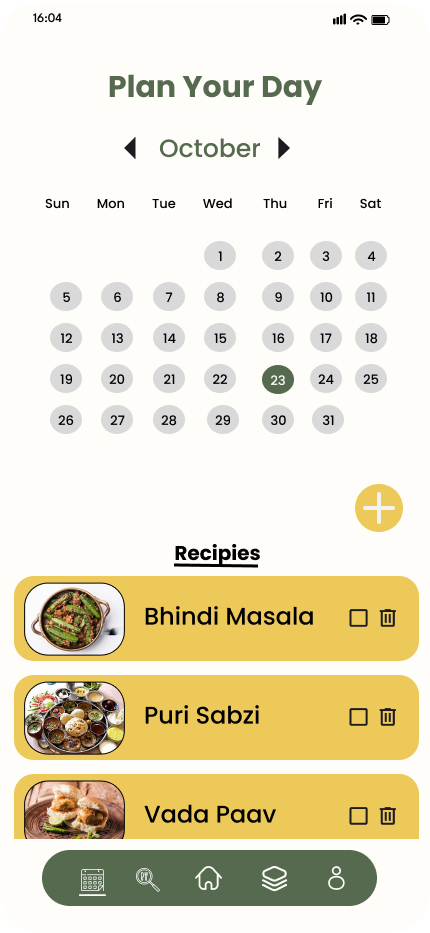 16:04
Plan Your Day
October
Sun Mon Tue Wed Thu Fri Sat
1 2 3 4
5 6 7 8 9 10 11
12 13 14 15 16 17 18
19 20 21 22 23 24 25
26 27 28 29 30 31
Recipies
Bhindi Masala
Puri Sabzi
Vada Paav